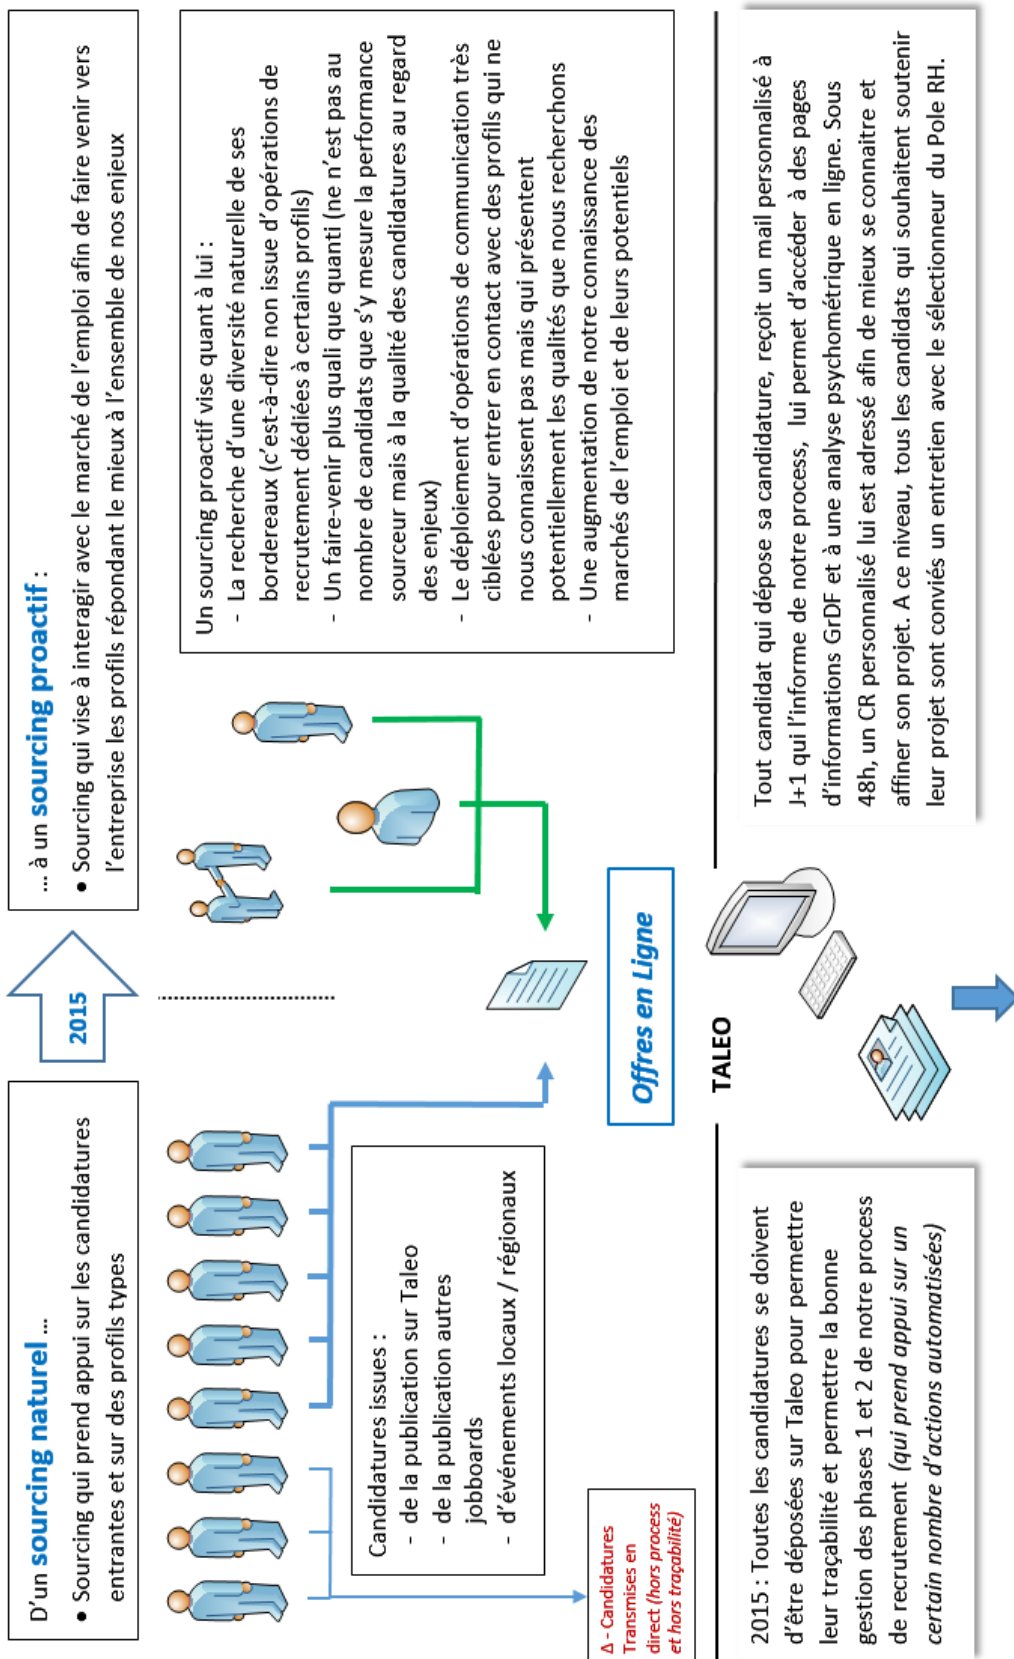 D'un sourcing naturel ...
• Sourcing qui prend appui sur les candidatures
entrantes et sur des profils types
2015
... à un sourcing proactif :
• Sourcing qui vise à interagir avec le marché de l'emploi afin de faire venir vers
l'entreprise les profils répondant le mieux à l'ensemble de nos enjeux
Candidatures issues :
- de la publication sur Taleo
- de la publication autres
jobboards
- d'événements locaux / régionaux
Δ - Candidatures
Transmises en
direct (hors process
et hors traçabilité)
Un sourcing proactif vise quant à lui :
- La recherche d'une diversité naturelle de ses
bordereaux (c'est-à-dire non issue d'opérations de
recrutement dédiées à certains profils)
- Un faire-venir plus quali que quanti (ne n'est pas au
nombre de candidats que s'y mesure la performance
sourceur mais à la qualité des candidatures au regard
des enjeux)
- Le déploiement d'opérations de communication très
ciblées pour entrer en contact avec des profils qui ne
nous connaissent pas mais qui présentent
potentiellement les qualités que nous recherchons
- Une augmentation de notre connaissance des
marchés de l'emploi et de leurs potentiels
Offres en Ligne
TALEO
2015 : Toutes les candidatures se doivent
d'être déposées sur Taleo pour permettre
leur traçabilité et permettre la bonne
gestion des phases 1 et 2 de notre process
de recrutement (qui prend appui sur un
certain nombre d'actions automatisées)
Tout candidat qui dépose sa candidature, reçoit un mail personnalisé à
J+1 qui l'informe de notre process, lui permet d'accéder à des pages
d'informations GrDF et à une analyse psychométrique en ligne. Sous
48h, un CR personnalisé lui est adressé afin de mieux se connaitre et
affiner son projet. A ce niveau, tous les candidats qui souhaitent soutenir
leur projet sont conviés un entretien avec le sélectionneur du Pole RH.